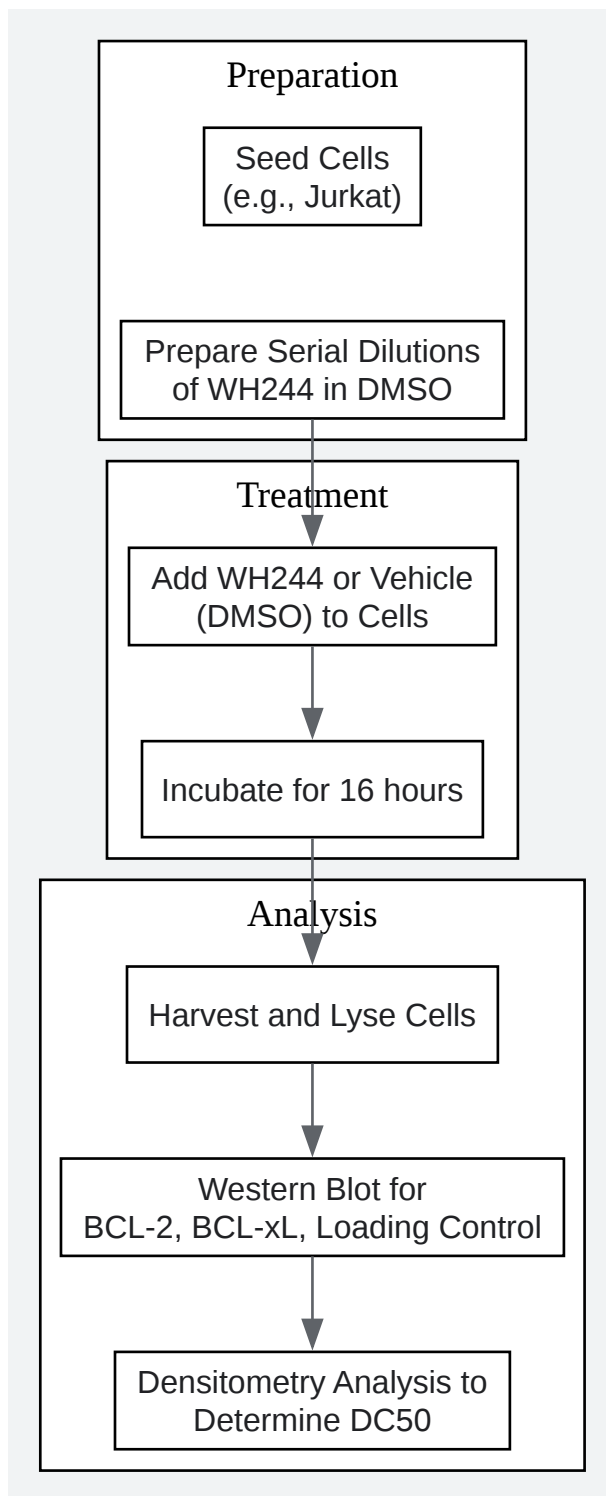 Preparation
Seed Cells
(e.g., Jurkat)
Prepare Serial Dilutions
of WH244 in DMSO
Treatment
Add WH244 or Vehicle
(DMSO) to Cells
Incubate for 16 hours
Analysis
Harvest and Lyse Cells
Western Blot for
BCL-2, BCL-xL, Loading Control
Densitometry Analysis to
Determine DC50